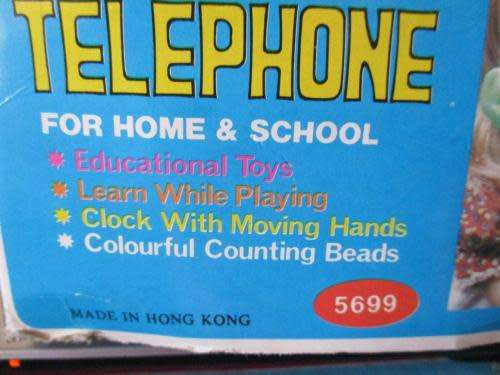 TELEPHONE
FOR HOME & SCHOOL
* Educational Toys
* Learn While Playing
* Clock With Moving Hands
* Colourful Counting Beads
5699
MADE IN HONG KONG